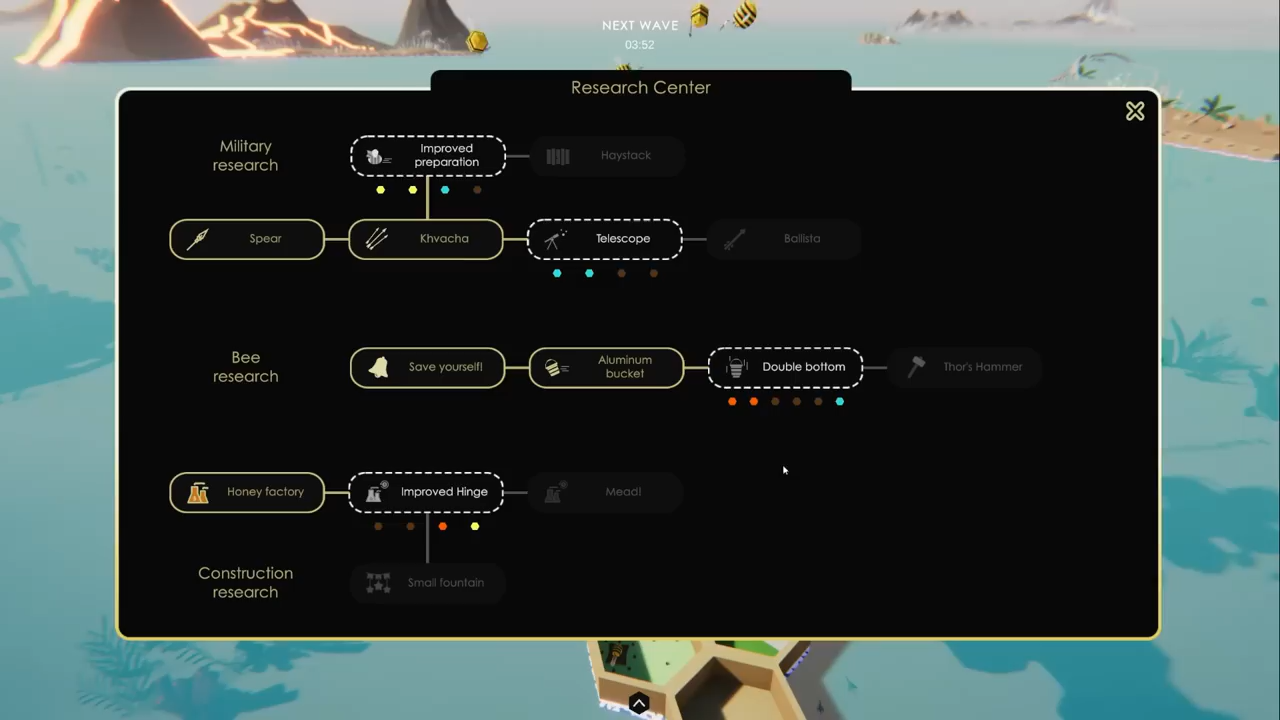 NEXT WAVE
03:52
Research Center
Military
research
Improved
preparation
Haystack
Spear
Khvacha
Telescope
Ballista
Bee
research
Save yourself!
Aluminum
bucket
Double bottom
Thor's Hammer
Honey factory
Improved Hinge
Mead!
Construction
research
Small fountain